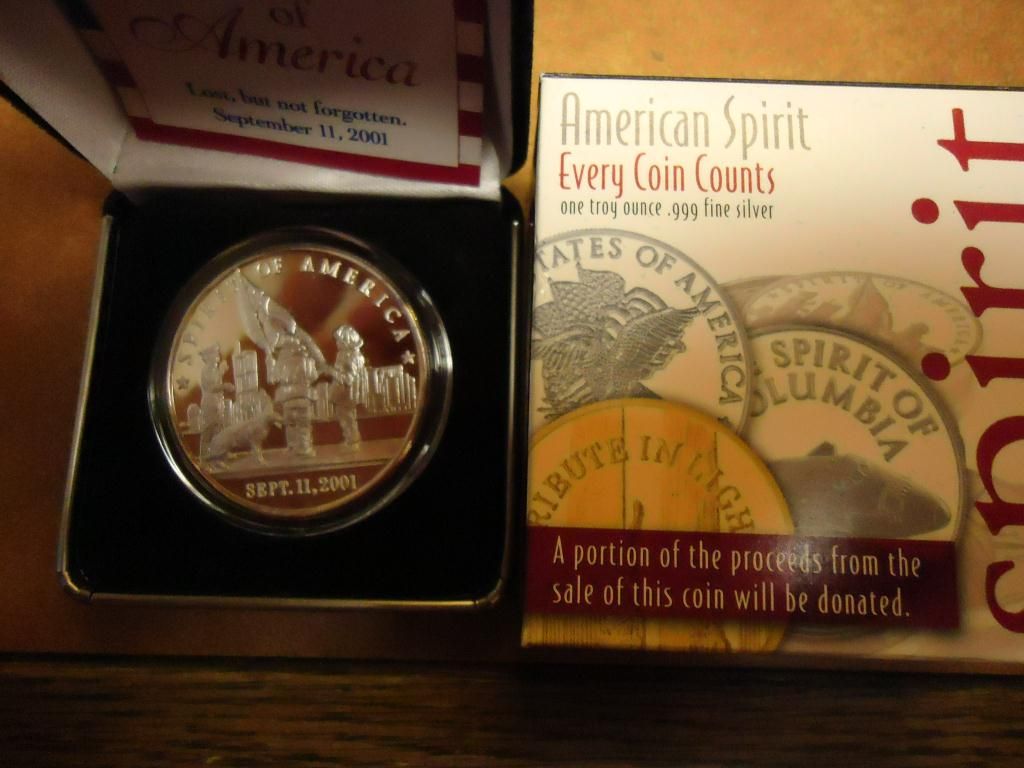 of
America
Lost, but not forgotten.
September 11, 2001
SPIRIT OF AMERICA
SEPT. 11, 2001
American Spirit
Every Coin Counts
one troy ounce .999 fine silver
TATES OF AMERICA
SPIRIT OF
OLUMBIA
RIBUTE IN LIGH
A portion of the proceeds from the
sale of this coin will be donated.
spirit